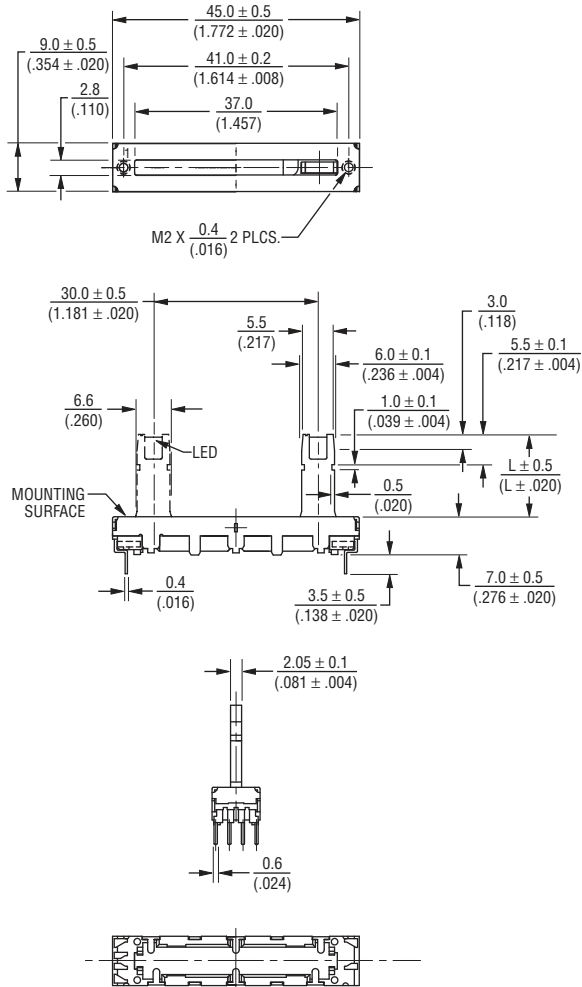 45.0 ± 0.5
(1.772 ± .020)
9.0 ± 0.5
(.354 ± .020)
41.0 ± 0.2
(1.614 ± .008)
2.8
(.110)
37.0
(1.457)
M2 X 0.4 2 PLCS.
(.016)
30.0 ± 0.5
(1.181 ± .020)
3.0
(.118)
5.5
(.217)
5.5 ± 0.1
(.217 ± .004)
6.0 ± 0.1
(.236 ± .004)
6.6
(.260)
1.0 ± 0.1
(.039 ± .004)
LED
L ± 0.5
(L ± .020)
0.5
(.020)
MOUNTING
SURFACE
0.4
(.016)
3.5 ± 0.5
(.138 ± .020)
7.0 ± 0.5
(.276 ± .020)
2.05 ± 0.1
(.081 ± .004)
0.6
(.024)